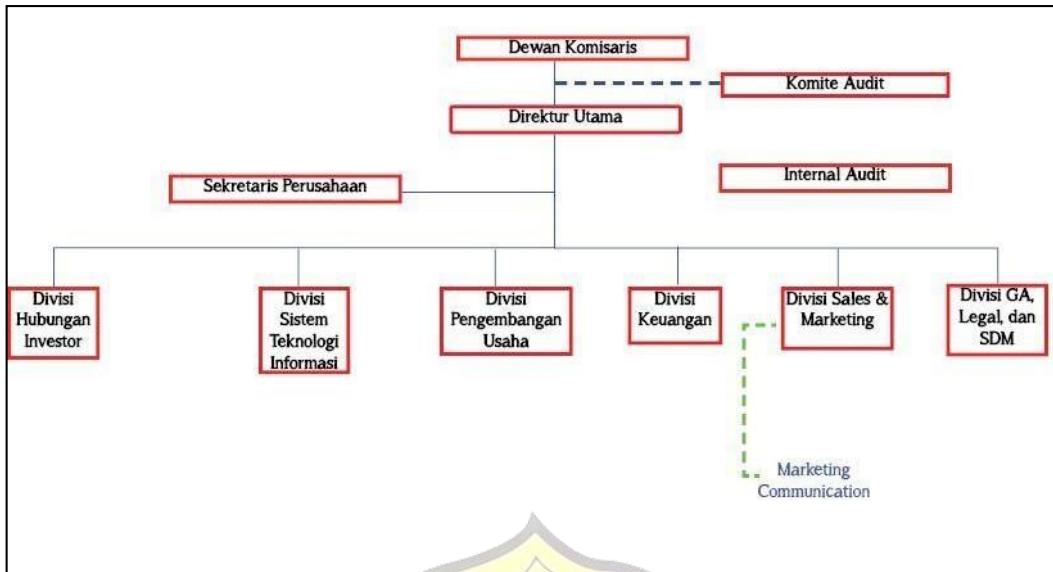 Dewan Komisaris
Komite Audit
Direktur Utama
Internal Audit
Sekretaris Perusahaan
Divisi
Hubungan
Investor
Divisi
Sistem
Teknologi
Informasi
Divisi
Pengembangan
Usaha
Divisi
Keuangan
Divisi Sales &
Marketing
Divisi GA,
Legal, dan
SDM
Marketing
Communication